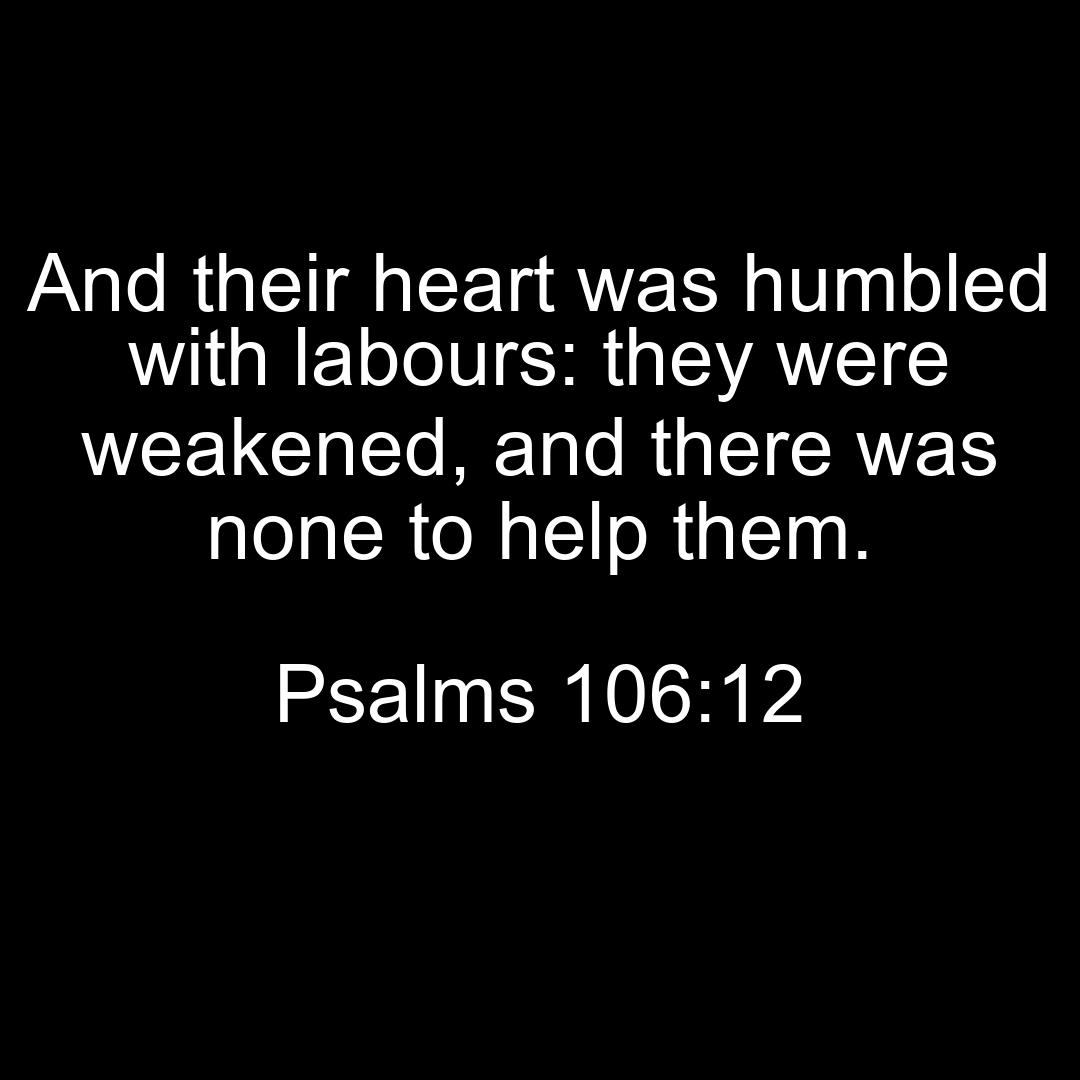 And their heart was humbled
with labours: they were
weakened, and there was
none to help them.
Psalms 106:12